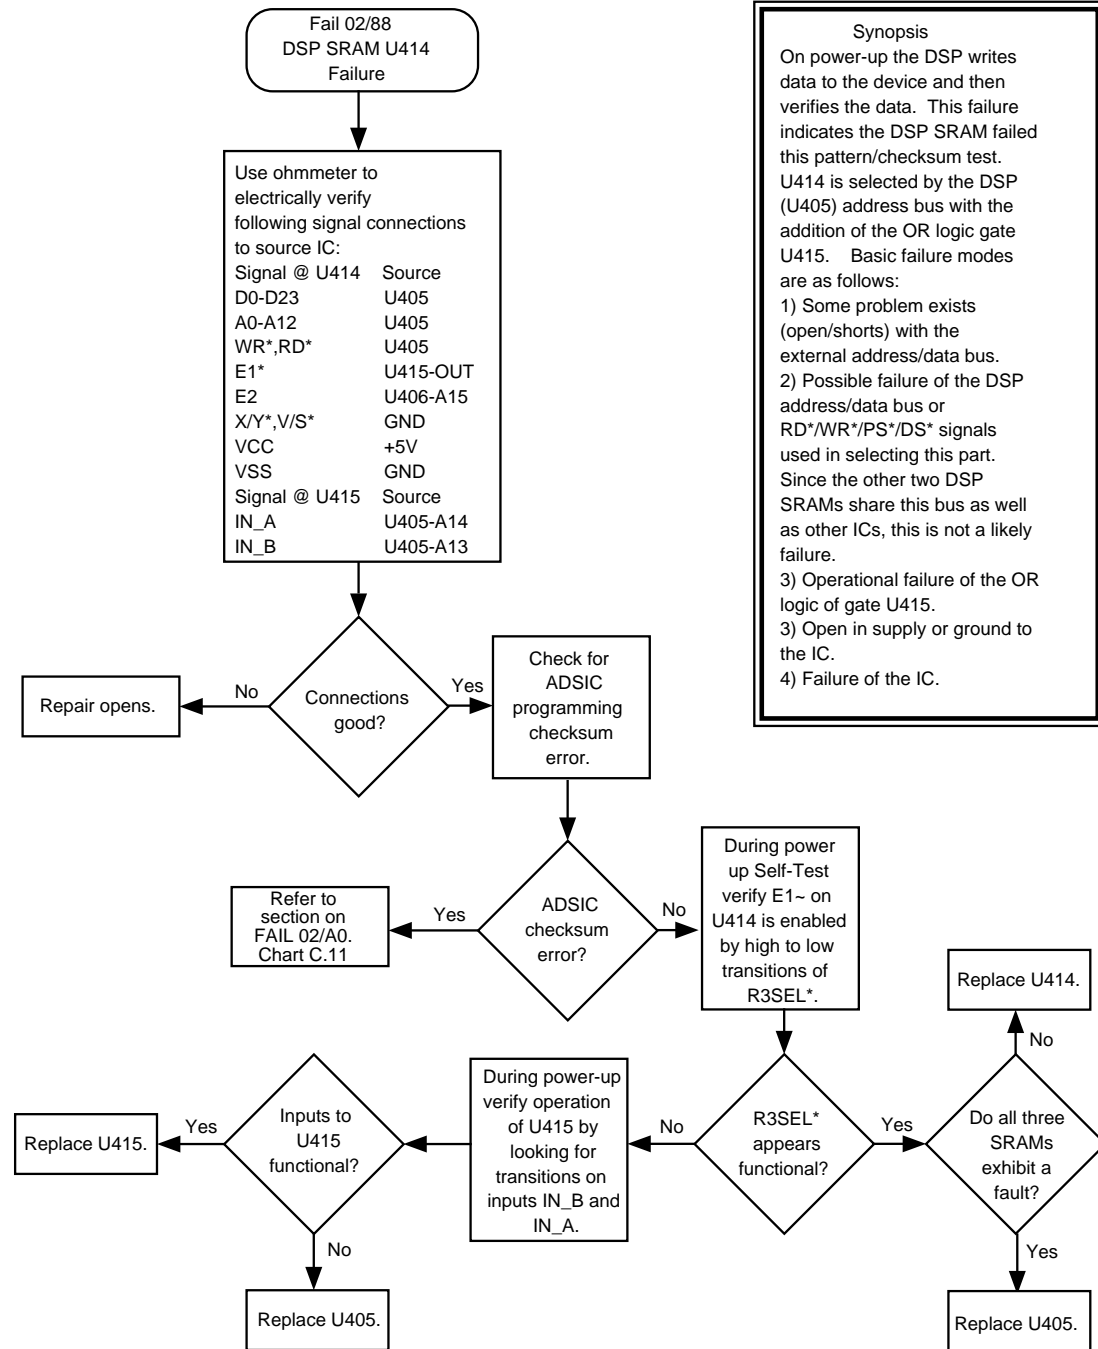 Fail 02/88
DSP SRAM U414
Failure
Use ohmmeter to
electrically verify
following signal connections
to source IC:
Signal @ U414 Source
D0-D23 U405
A0-A12 U405
WR*,RD* U405
E1* U415-OUT
E2 U406-A15
X/Y*,V/S* GND
VCC +5V
VSS GND
Signal @ U415 Source
IN_A U405-A14
IN_B U405-A13
Synopsis
On power-up the DSP writes
data to the device and then
verifies the data. This failure
indicates the DSP SRAM failed
this pattern/checksum test.
U414 is selected by the DSP
(U405) address bus with the
addition of the OR logic gate
U415. Basic failure modes
are as follows:
1) Some problem exists
(open/shorts) with the
external address/data bus.
2) Possible failure of the DSP
address/data bus or
RD*/WR*/PS*/DS* signals
used in selecting this part.
Since the other two DSP
SRAMs share this bus as well
as other ICs, this is not a likely
failure.
3) Operational failure of the OR
logic of gate U415.
3) Open in supply or ground to
the IC.
4) Failure of the IC.
Connections
good?
No
Repair opens.
Yes
Check for
ADSIC
programming
checksum
error.
ADSIC
checksum
error?
Yes
Refer to
section on
FAIL 02/A0.
Chart C.11
No
During power
up Self-Test
verify E1~ on
U414 is enabled
by high to low
transitions of
R3SEL*.
R3SEL*
appears
functional?
No
During power-up
verify operation
of U415 by
looking for
transitions on
inputs IN_B and
IN_A.
Inputs to
U415
functional?
Yes
Replace U415.
No
Replace U405.
Yes
Do all three
SRAMs
exhibit a
fault?
No
Replace U414.
Yes
Replace U405.